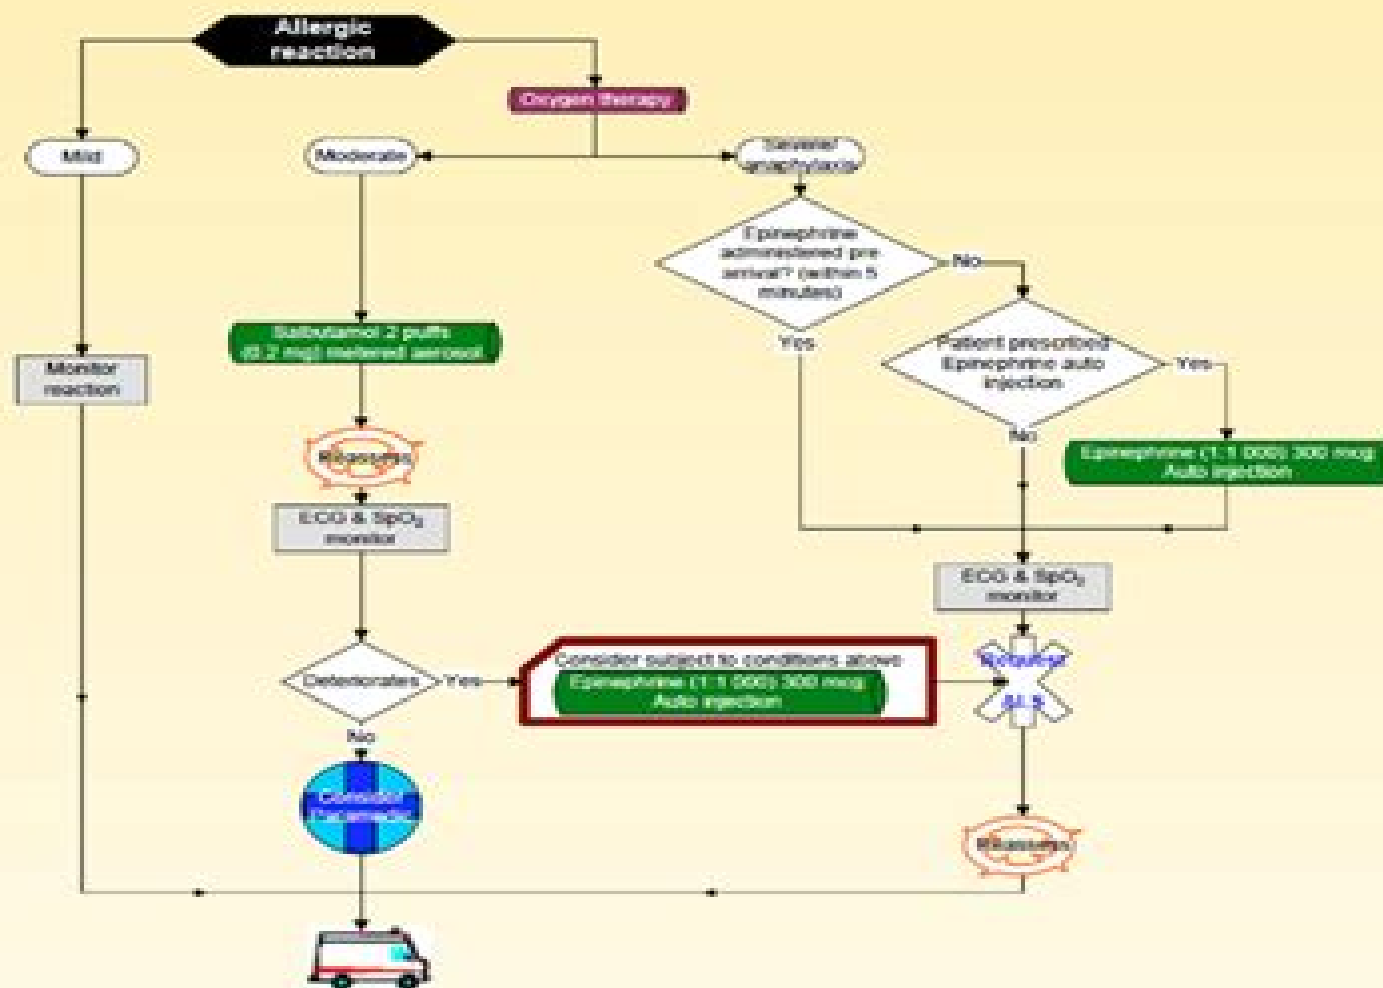 Allergic
reaction
Oxygen therapy
Mild
Moderate
Severe/
anaphylaxis
Epinephrine
administered pre
arrival? (within 5
minutes)
No
Yes
Patient prescribed
Epinephrine auto
injection
Yes
No
Salbutamol 2 puffs
(0.2 mg) metered aerosol
Monitor
reaction
Epinephrine (1:1 000) 300 mcg
Auto injection
Reassess
ECG & SpO₂
monitor
ECG & SpO₂
monitor
Deteriorates
Yes
Consider subject to conditions above
Epinephrine (1:1 000) 300 mcg
Auto injection
Request
ALS
No
Consider
Paramedic
Reassess